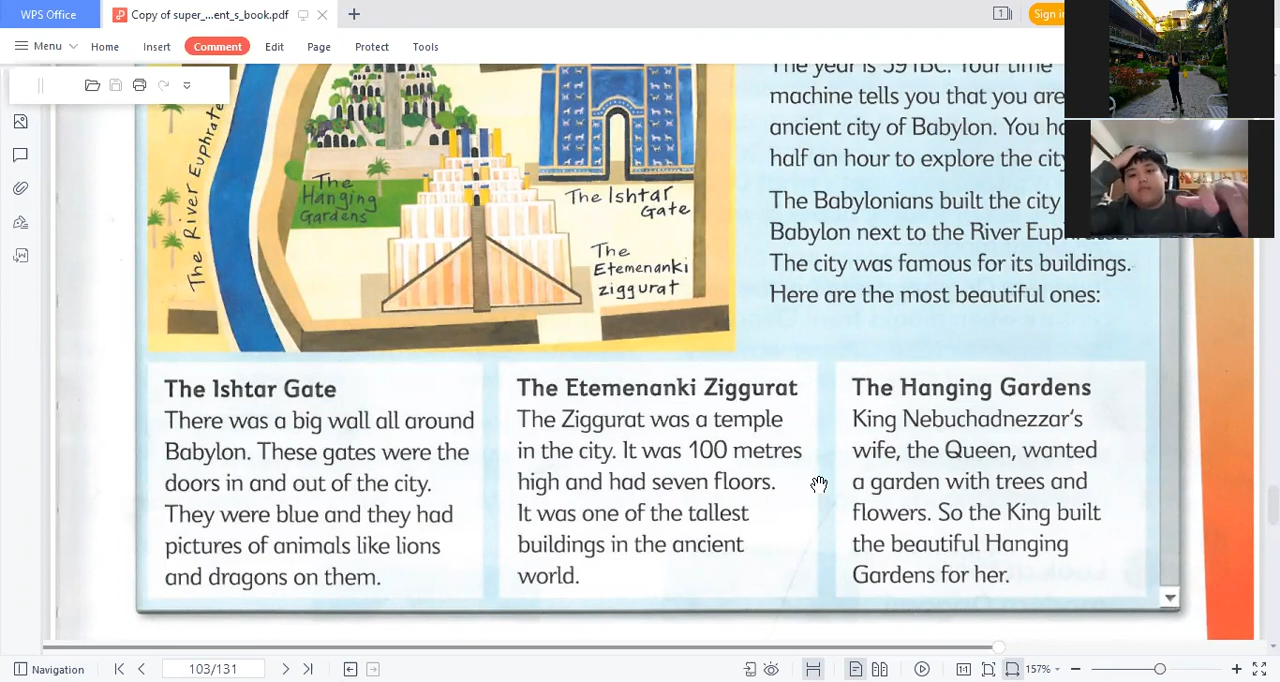 WPS Office
Copy of super_...ent_s_book.pdf
1
Sign in
Menu
Home
Insert
Comment
Edit
Page
Protect
Tools
The River Euphrate
The
Hanging
Gardens
The Ishtar
Gate
The
Etemenanki
ziggurat
The year is 591BC. Your time
machine tells you that you are
ancient city of Babylon. You
half an hour to explore the
The Babylonians built the city
Babylon next to the River
The city was famous for its buildings.
Here are the most beautiful ones:
The Ishtar Gate
There was a big wall all around
Babylon. These gates were the
doors in and out of the city.
They were blue and they had
pictures of animals like lions
and dragons on them.
The Etemenanki Ziggurat
The Ziggurat was a temple
in the city. It was 100 metres
high and had seven floors.
It was one of the tallest
buildings in the ancient
world.
The Hanging Gardens
King Nebuchadnezzar's
wife, the Queen, wanted
a garden with trees and
flowers. So the King built
the beautiful Hanging
Gardens for her.
Navigation
103/131
157%